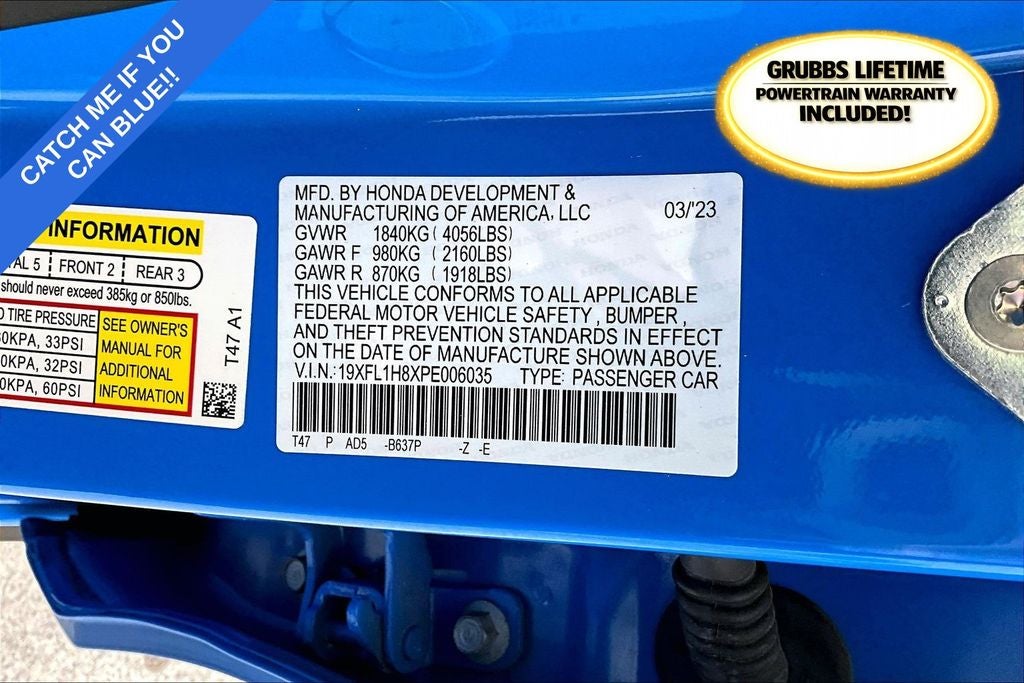 CATCH ME IF YOU
CAN BLUE!!
GRUBBS LIFETIME
POWERTRAIN WARRANTY
INCLUDED!
INFORMATION
5 FRONT 2 REAR 3
should never exceed 385kg or 850lbs.
TIRE PRESSURE
33PSI
32PSI
60PSI
SEE OWNER'S
MANUAL FOR
ADDITIONAL
INFORMATION
T47 A1
MFD. BY HONDA DEVELOPMENT &
MANUFACTURING OF AMERICA, LLC 03/'23
GVWR 1840KG ( 4056LBS)
GAWR F 980KG ( 2160LBS)
GAWR R 870KG ( 1918LBS)
THIS VEHICLE CONFORMS TO ALL APPLICABLE
FEDERAL MOTOR VEHICLE SAFETY , BUMPER ,
AND THEFT PREVENTION STANDARDS IN EFFECT
ON THE DATE OF MANUFACTURE SHOWN ABOVE.
V.I.N.: 19XFL1H8XPE006035 TYPE: PASSENGER CAR
T47 P AD5 -B637P -Z -E